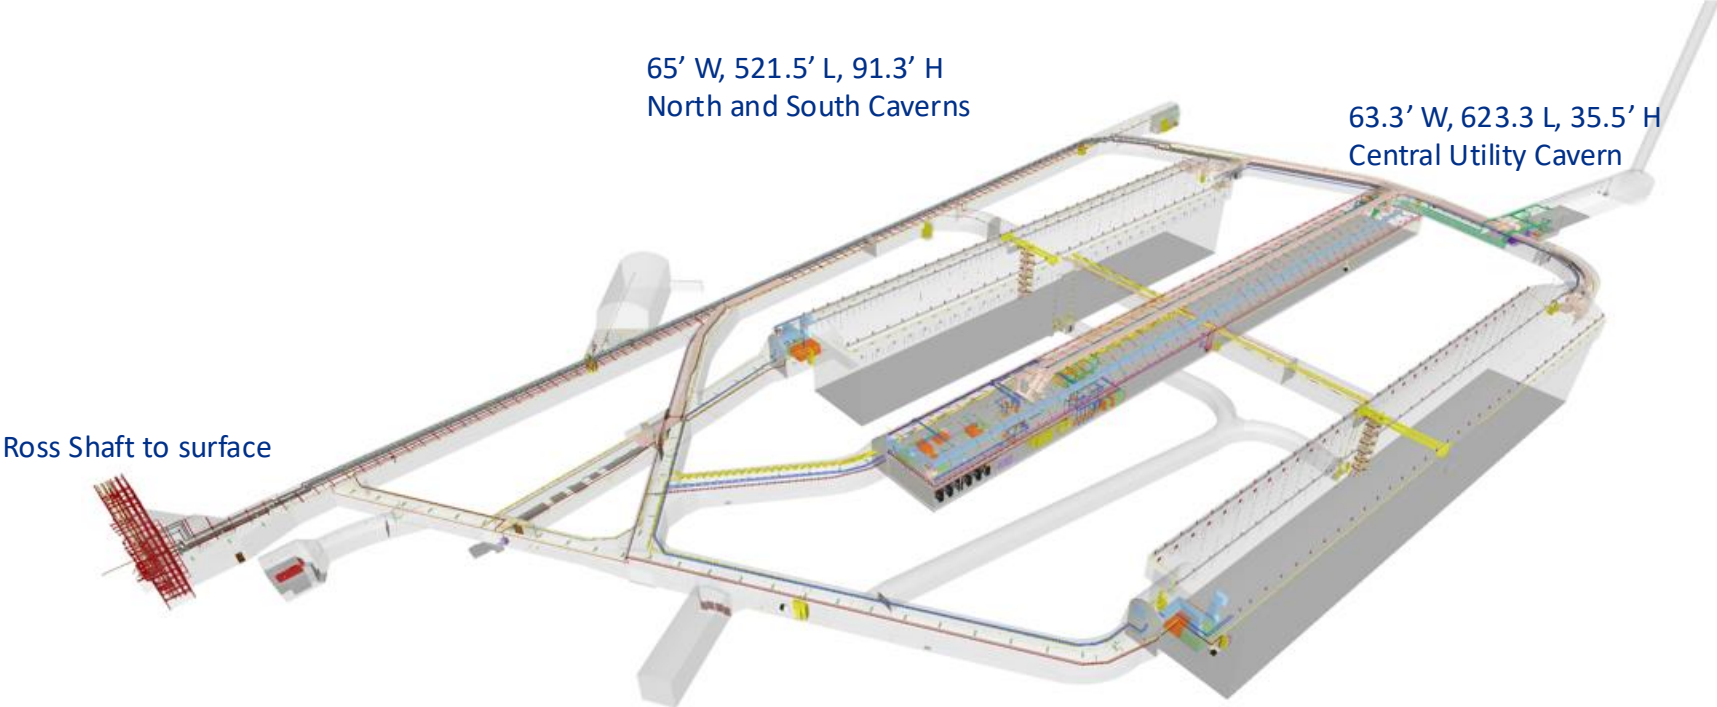 65’ W, 521.5’ L, 91.3’ H
North and South Caverns
63.3’ W, 623.3 L, 35.5’ H
Central Utility Cavern
Ross Shaft to surface